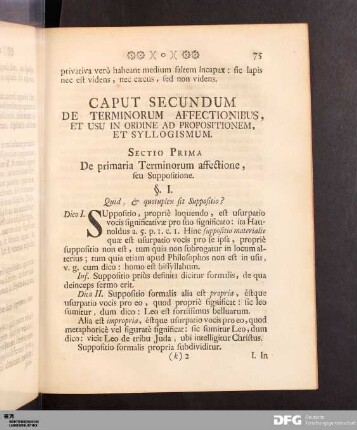 75
privativa verò habeant medium saltem incapax: sic lapis
nec est videns, nec cæcus, sed non videns.
CAPUT SECUNDUM
DE TERMINORUM AFFECTIONIBUS,
ET USU IN ORDINE AD PROPOSITIONEM,
ET SYLLOGISMUM.
SECTIO PRIMA
De primaria Terminorum affectione,
seu Suppositione.
§. I.
Quid, & quotuplex sit Suppositio?
Dico I. SUppositio, propriè loquendo, est usurpatio
vocis significativæ pro suo significato: ita Hau-
noldus a. 5. p. 1. c. 1. Hinc suppositio materialis
quæ est usurpatio vocis pro se ipsa, propriè
suppositio non est, tum quia non subrogatur in locum al-
terius; tum quia etiam apud Philosophos non est in usu,
v. g. cum dico: homo est bissyllabum.
Inf. Suppositio priùs definita dicitur formalis, de qua
deinceps sermo erit.
Dico II. Suppositio formalis alia est propria, éstque
usurpatio vocis pro eo, quod propriè significat: sic leo
sumitur, dum dico: Leo est fortissimus belluarum.
Alia est impropria, éstque usurpatio vocis pro eo, quod
metaphoricè vel figuratè significat: sic sumitur Leo, dum
dico: vicit Leo de tribu Juda, ubi intelligitur Christus.
Suppositio formalis propria subdividitur.
(k) 2 I. In
DFG
Deutsche
Forschungsgemeinschaft